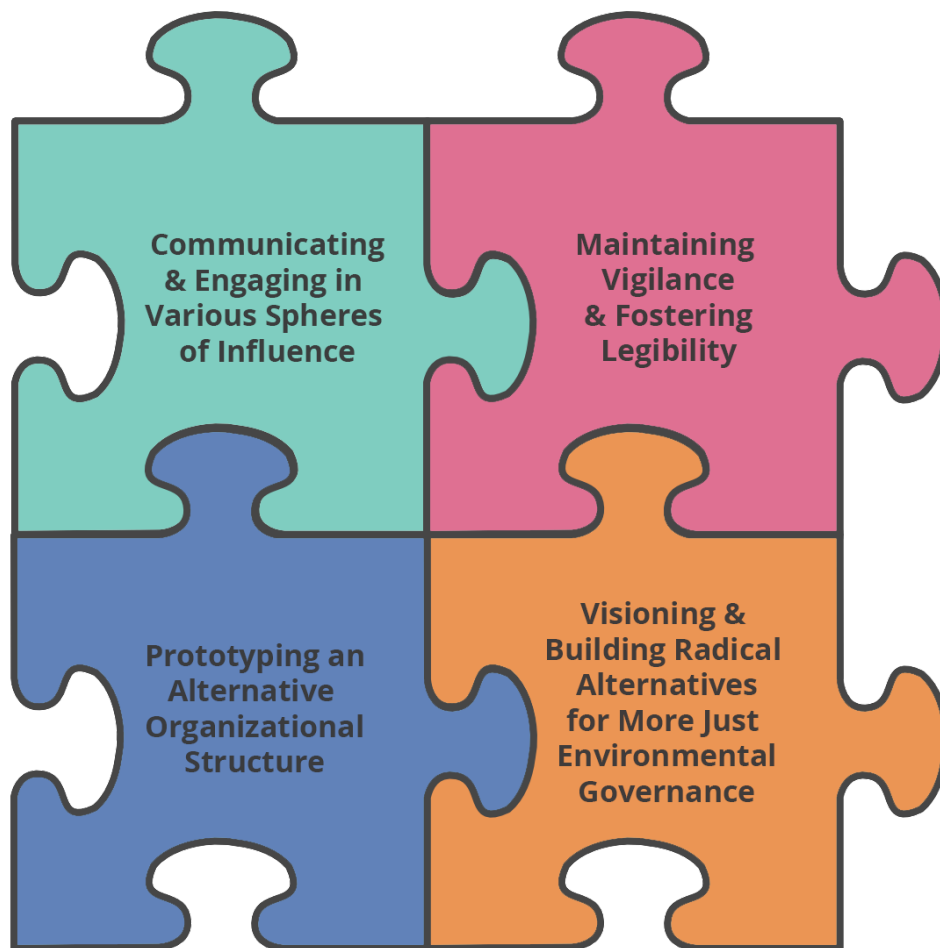 Communicating
& Engaging in
Various Spheres
of Influence
Maintaining
Vigilance
& Fostering
Legibility
Prototyping an
Alternative
Organizational
Structure
Visioning &
Building Radical
Alternatives
for More Just
Environmental
Governance